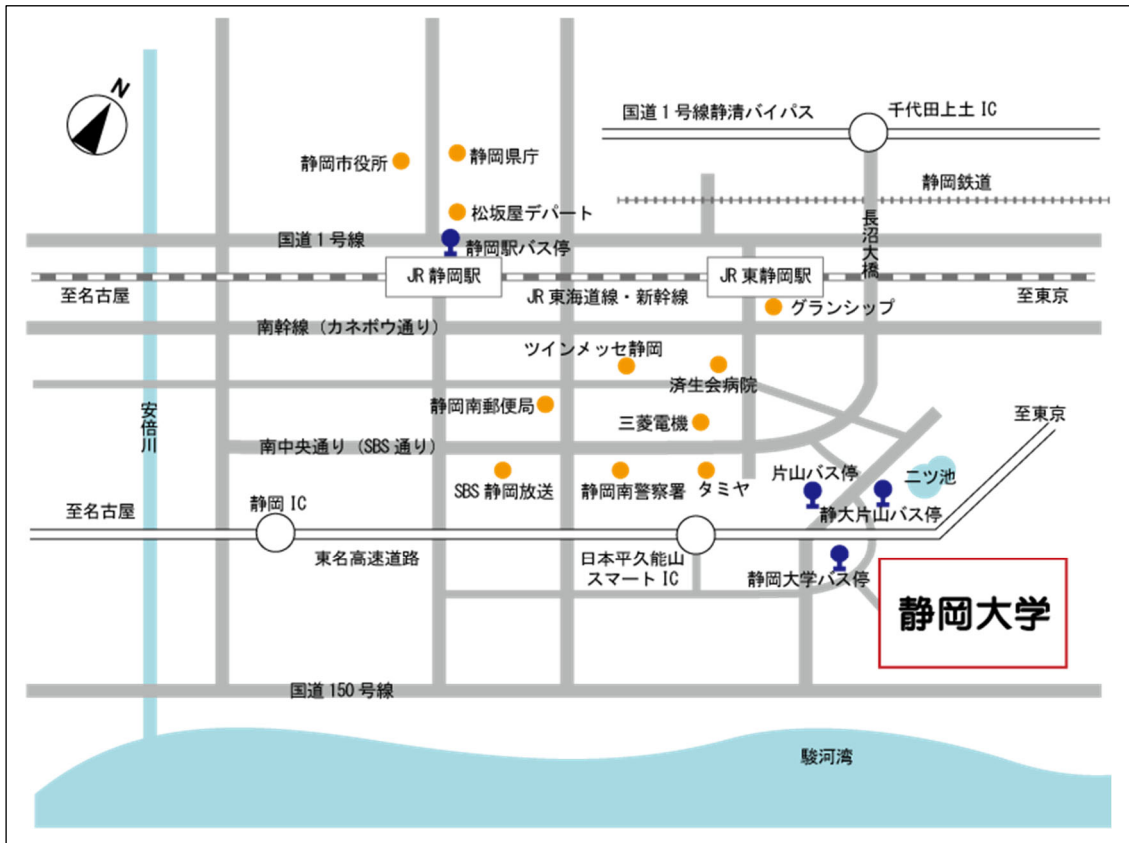 N
国道1号線静清バイパス
千代田上土 IC
静岡市役所
静岡県庁
静岡鉄道
松坂屋デパート
国道1号線
静岡駅バス停
長沼大橋
JR 静岡駅
JR 東静岡駅
至名古屋
JR 東海道線・新幹線
至東京
グランシップ
南幹線（カネボウ通り）
ツインメッセ静岡
済生会病院
静岡南郵便局
安倍川
三菱電機
至東京
南中央通り（SBS 通り）
片山バス停
二ツ池
SBS 静岡放送
静岡南警察署
タミヤ
静岡 IC
至名古屋
静大片山バス停
東名高速道路
日本平久能山
スマート IC
静岡大学バス停
静岡大学
国道 150 号線
駿河湾